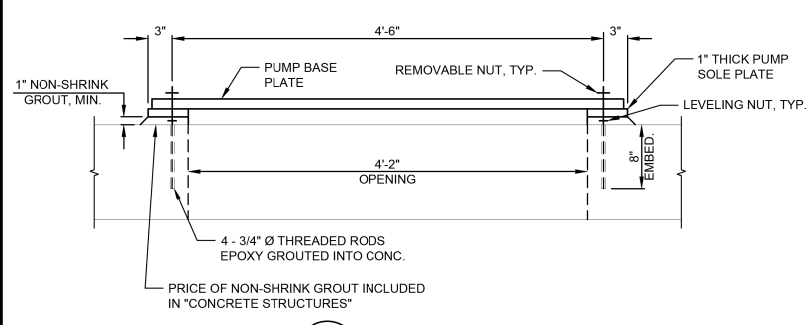 3"
4'-6"
3"
PUMP BASE
PLATE
REMOVABLE NUT, TYP.
1" THICK PUMP
SOLE PLATE
1" NON-SHRINK
GROUT, MIN.
LEVELING NUT, TYP.
4'-2"
OPENING
8"
EMBED.
4 - 3/4" Ø THREADED RODS
EPOXY GROUTED INTO CONC.
PRICE OF NON-SHRINK GROUT INCLUDED
IN "CONCRETE STRUCTURES"